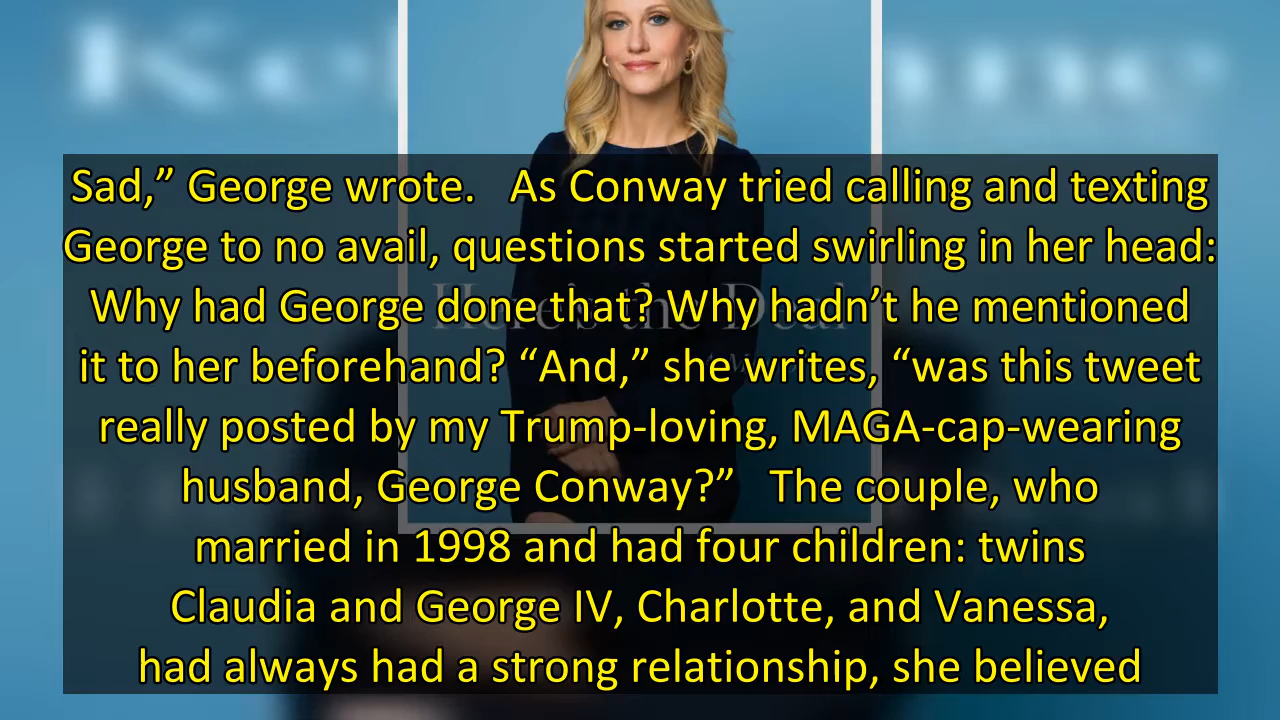 Sad,” George wrote.   As Conway tried calling and texting
George to no avail, questions started swirling in her head:
Why had George done that? Why hadn’t he mentioned
it to her beforehand? “And,” she writes, “was this tweet
really posted by my Trump-loving, MAGA-cap-wearing
husband, George Conway?”   The couple, who
married in 1998 and had four children: twins
Claudia and George IV, Charlotte, and Vanessa,
had always had a strong relationship, she believed
Here's the Deal